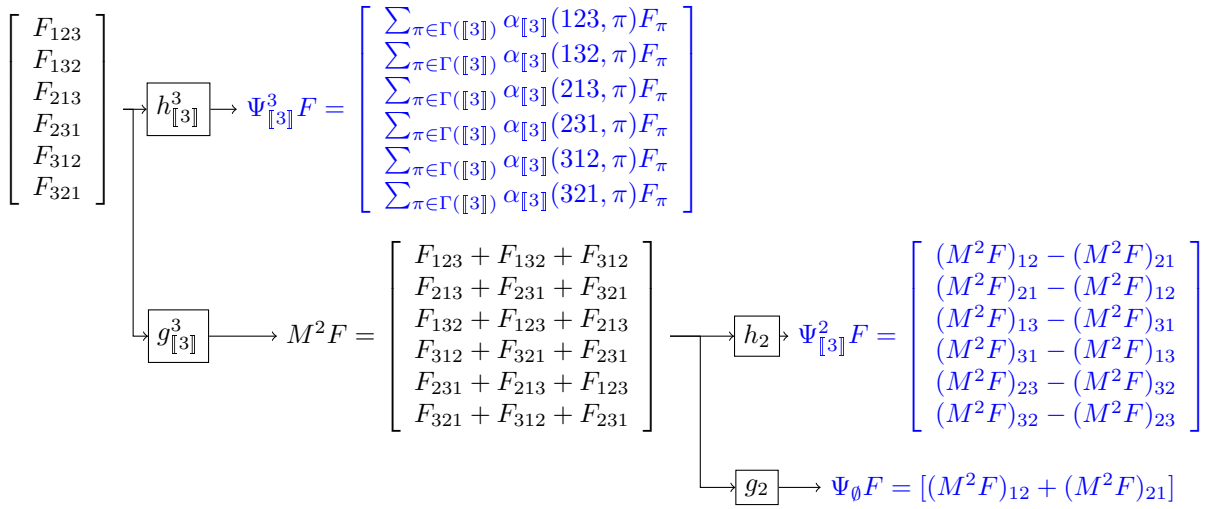 F_{123}
F_{132}
F_{213}
F_{231}
F_{312}
F_{321}
h^3_{⟦3⟧}
Ψ^3_{⟦3⟧}F =
∑_{π∈Γ(⟦3⟧)} α_{⟦3⟧}(123, π)F_π
∑_{π∈Γ(⟦3⟧)} α_{⟦3⟧}(132, π)F_π
∑_{π∈Γ(⟦3⟧)} α_{⟦3⟧}(213, π)F_π
∑_{π∈Γ(⟦3⟧)} α_{⟦3⟧}(231, π)F_π
∑_{π∈Γ(⟦3⟧)} α_{⟦3⟧}(312, π)F_π
∑_{π∈Γ(⟦3⟧)} α_{⟦3⟧}(321, π)F_π
g^3_{⟦3⟧}
M^2F =
F_{123} + F_{132} + F_{312}
F_{213} + F_{231} + F_{321}
F_{132} + F_{123} + F_{213}
F_{312} + F_{321} + F_{231}
F_{231} + F_{213} + F_{123}
F_{321} + F_{312} + F_{231}
h_2
Ψ^2_{⟦3⟧}F =
(M^2F)_{12} − (M^2F)_{21}
(M^2F)_{21} − (M^2F)_{12}
(M^2F)_{13} − (M^2F)_{31}
(M^2F)_{31} − (M^2F)_{13}
(M^2F)_{23} − (M^2F)_{32}
(M^2F)_{32} − (M^2F)_{23}
g_2
Ψ_∅F = [(M^2F)_{12} + (M^2F)_{21}]